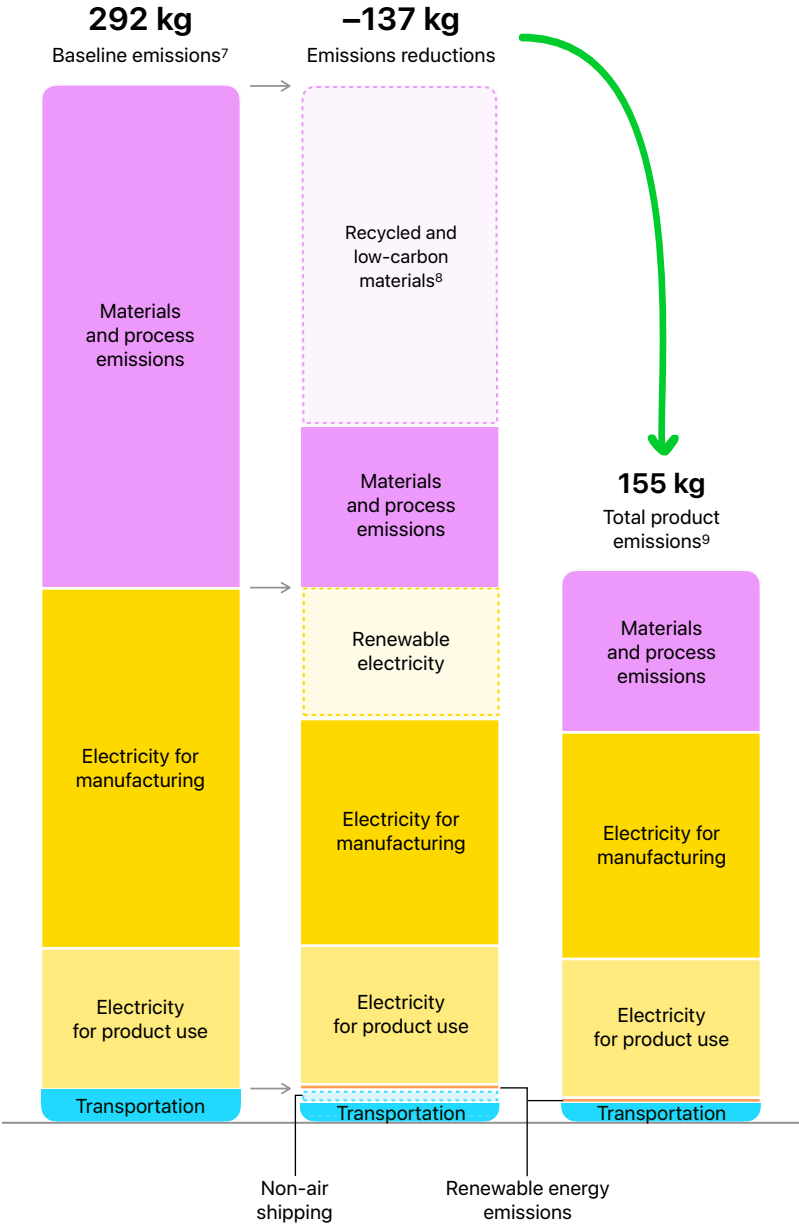 292 kg
Baseline emissions⁷
–137 kg
Emissions reductions
Materials
and process
emissions
Electricity for
manufacturing
Electricity
for product use
Transportation
Recycled and
low-carbon
materials⁸
Materials
and process
emissions
Renewable
electricity
Electricity for
manufacturing
Electricity
for product use
Transportation
Non-air
shipping
Renewable energy
emissions
155 kg
Total product
emissions⁹
Materials
and process
emissions
Electricity for
manufacturing
Electricity
for product use
Transportation